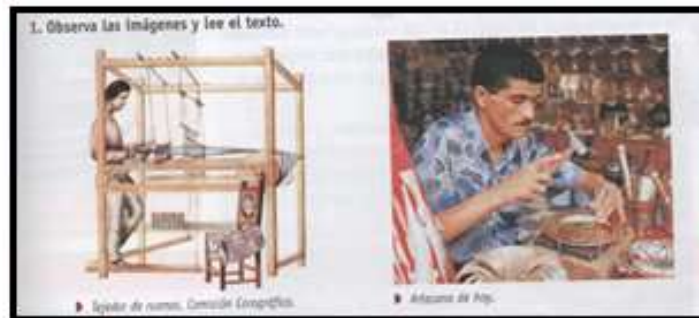 1. Observa las imágenes y lee el texto.
Tejedor de ruanas. Comisión Corográfica.
Artesano de hoy.